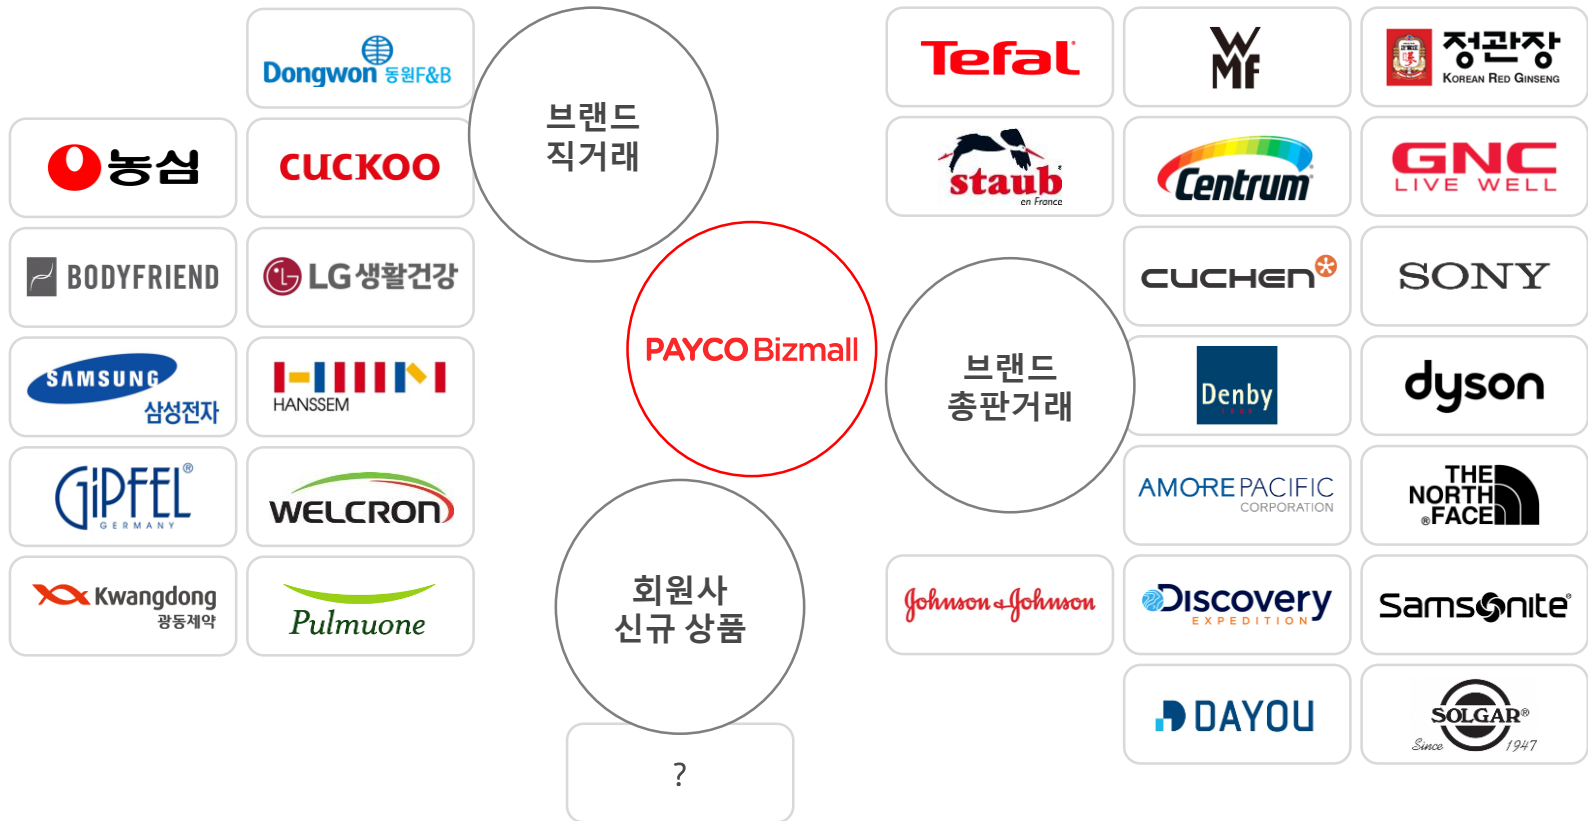 Dongwon 동원F&B
농심
CUCKOO
BODYFRIEND
LG생활건강
SAMSUNG
삼성전자
HANSSEM
GiPFEL®
GERMANY
WELCRON
Kwangdong
광동제약
Pulmuone
브랜드
직거래
PAYCO Bizmall
브랜드
총판거래
회원사
신규 상품
?
Tefal
WMF
정관장
KOREAN RED GINSENG
staub
en France
Centrum
GNC
LIVE WELL
CUCHEN
SONY
Denby
dyson
AMOREPACIFIC
CORPORATION
THE
NORTH
®FACE
Johnson & Johnson
Discovery
EXPEDITION
Samsonite®
DAYOU
SOLGAR®
Since 1947